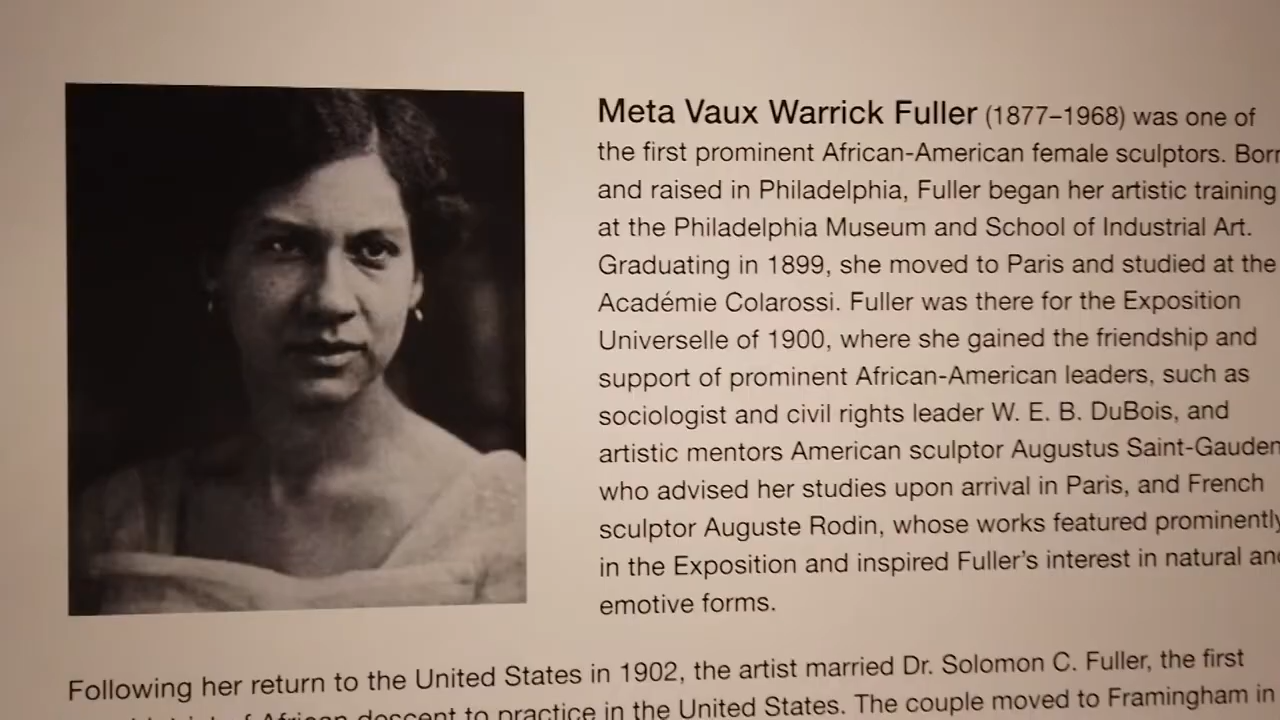 Meta Vaux Warrick Fuller (1877–1968) was one of
the first prominent African-American female sculptors. Born
and raised in Philadelphia, Fuller began her artistic training
at the Philadelphia Museum and School of Industrial Art.
Graduating in 1899, she moved to Paris and studied at the
Académie Colarossi. Fuller was there for the Exposition
Universelle of 1900, where she gained the friendship and
support of prominent African-American leaders, such as
sociologist and civil rights leader W. E. B. DuBois, and
artistic mentors American sculptor Augustus Saint-Gauden
who advised her studies upon arrival in Paris, and French
sculptor Auguste Rodin, whose works featured prominently
in the Exposition and inspired Fuller's interest in natural and
emotive forms.
Following her return to the United States in 1902, the artist married Dr. Solomon C. Fuller, the first
of African descent to practice in the United States. The couple moved to Framingham in